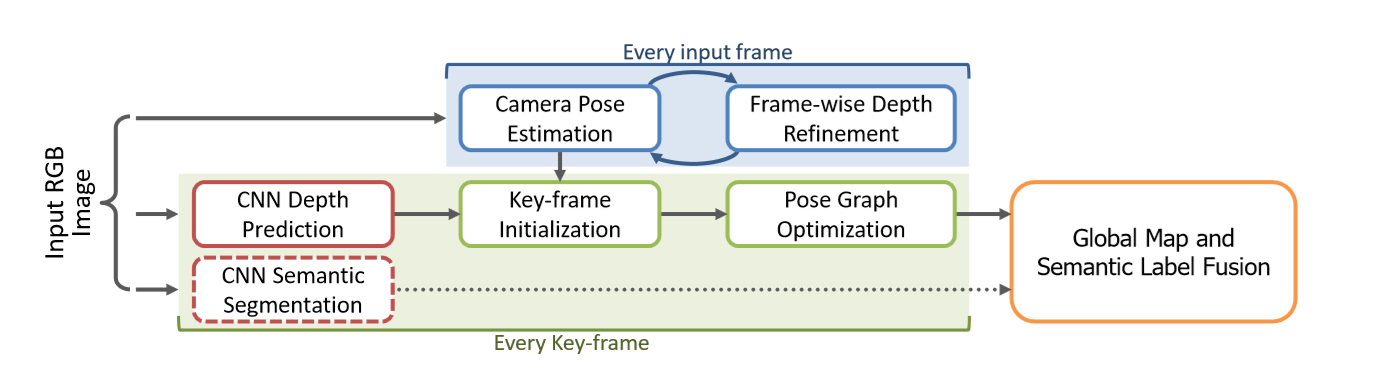 Every input frame
Camera Pose
Estimation
Frame-wise Depth
Refinement
Input RGB
Image
CNN Depth
Prediction
Key-frame
Initialization
Pose Graph
Optimization
Global Map and
Semantic Label Fusion
CNN Semantic
Segmentation
Every Key-frame